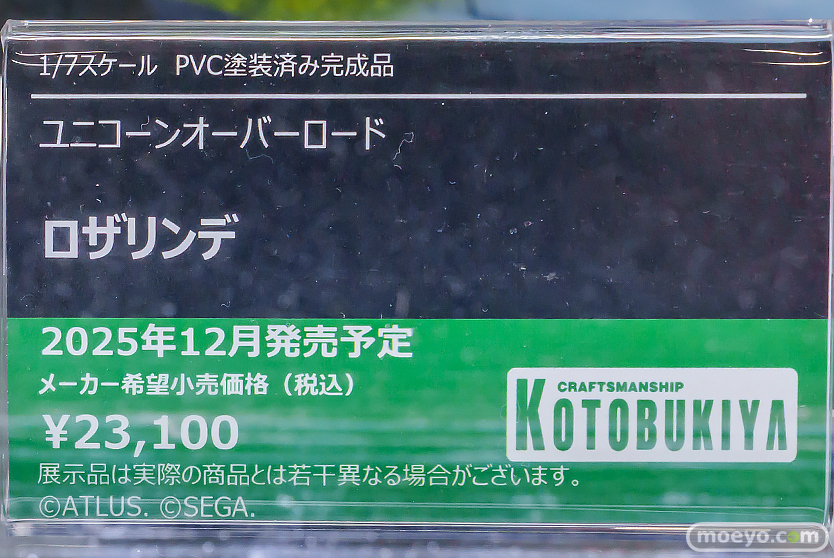 1/7スケール PVC塗装済み完成品
ユニコーンオーバーロード
ロザリンデ
2025年12月発売予定
メーカー希望小売価格（税込）
¥23,100
CRAFTSMANSHIP
KOTOBUKIYA
展示品は実際の商品とは若干異なる場合がございます。
©ATLUS. ©SEGA.
moeyo.com